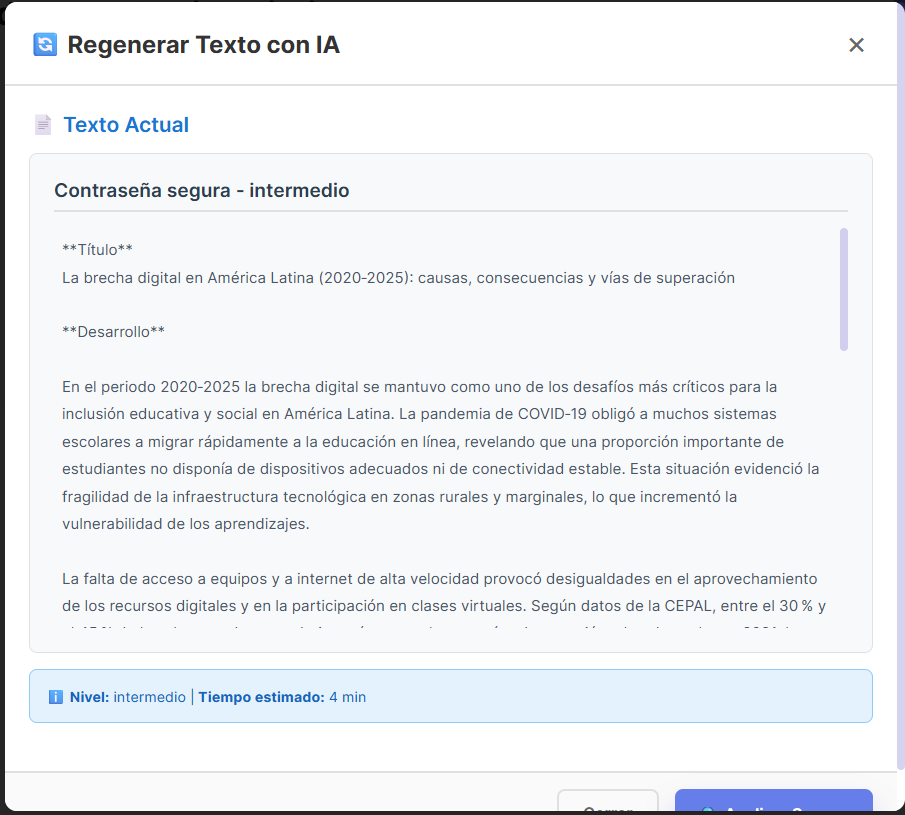 Regenerar Texto con IA
Texto Actual
Contraseña segura - intermedio
**Título**
La brecha digital en América Latina (2020-2025): causas, consecuencias y vías de superación
**Desarrollo**
En el periodo 2020-2025 la brecha digital se mantuvo como uno de los desafíos más críticos para la
inclusión educativa y social en América Latina. La pandemia de COVID-19 obligó a muchos sistemas
escolares a migrar rápidamente a la educación en línea, revelando que una proporción importante de
estudiantes no disponía de dispositivos adecuados ni de conectividad estable. Esta situación evidenció la
fragilidad de la infraestructura tecnológica en zonas rurales y marginales, lo que incrementó la
vulnerabilidad de los aprendizajes.
La falta de acceso a equipos y a internet de alta velocidad provocó desigualdades en el aprovechamiento
de los recursos digitales y en la participación en clases virtuales. Según datos de la CEPAL, entre el 30 % y
Nivel: intermedio | Tiempo estimado: 4 min
Cerrar